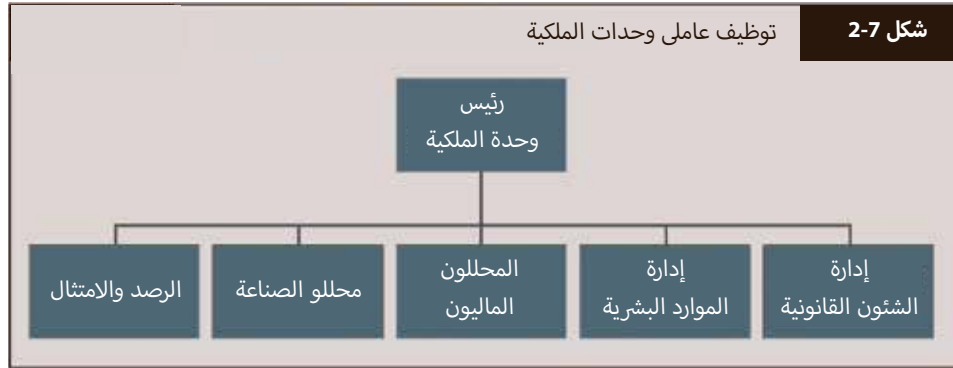 شكل 7-2
توظيف عاملى وحدات الملكية
رئيس
وحدة الملكية
إدارة
الشئون القانونية
إدارة
الموارد البشرية
المحللون
الماليون
محللو الصناعة
الرصد والامتثال